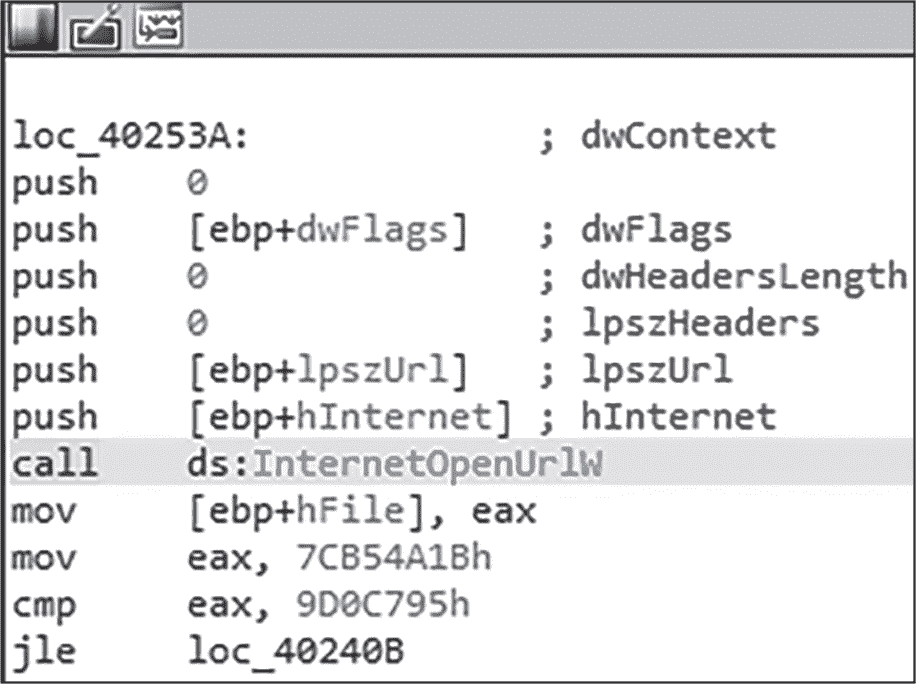 loc_40253A: ; dwContext
push 0
push [ebp+dwFlags] ; dwFlags
push 0 ; dwHeadersLength
push 0 ; lpszHeaders
push [ebp+lpszUrl] ; lpszUrl
push [ebp+hInternet] ; hInternet
call ds:InternetOpenUrlW
mov [ebp+hFile], eax
mov eax, 7CB54A1Bh
cmp eax, 9D0C795h
jle loc_40240B